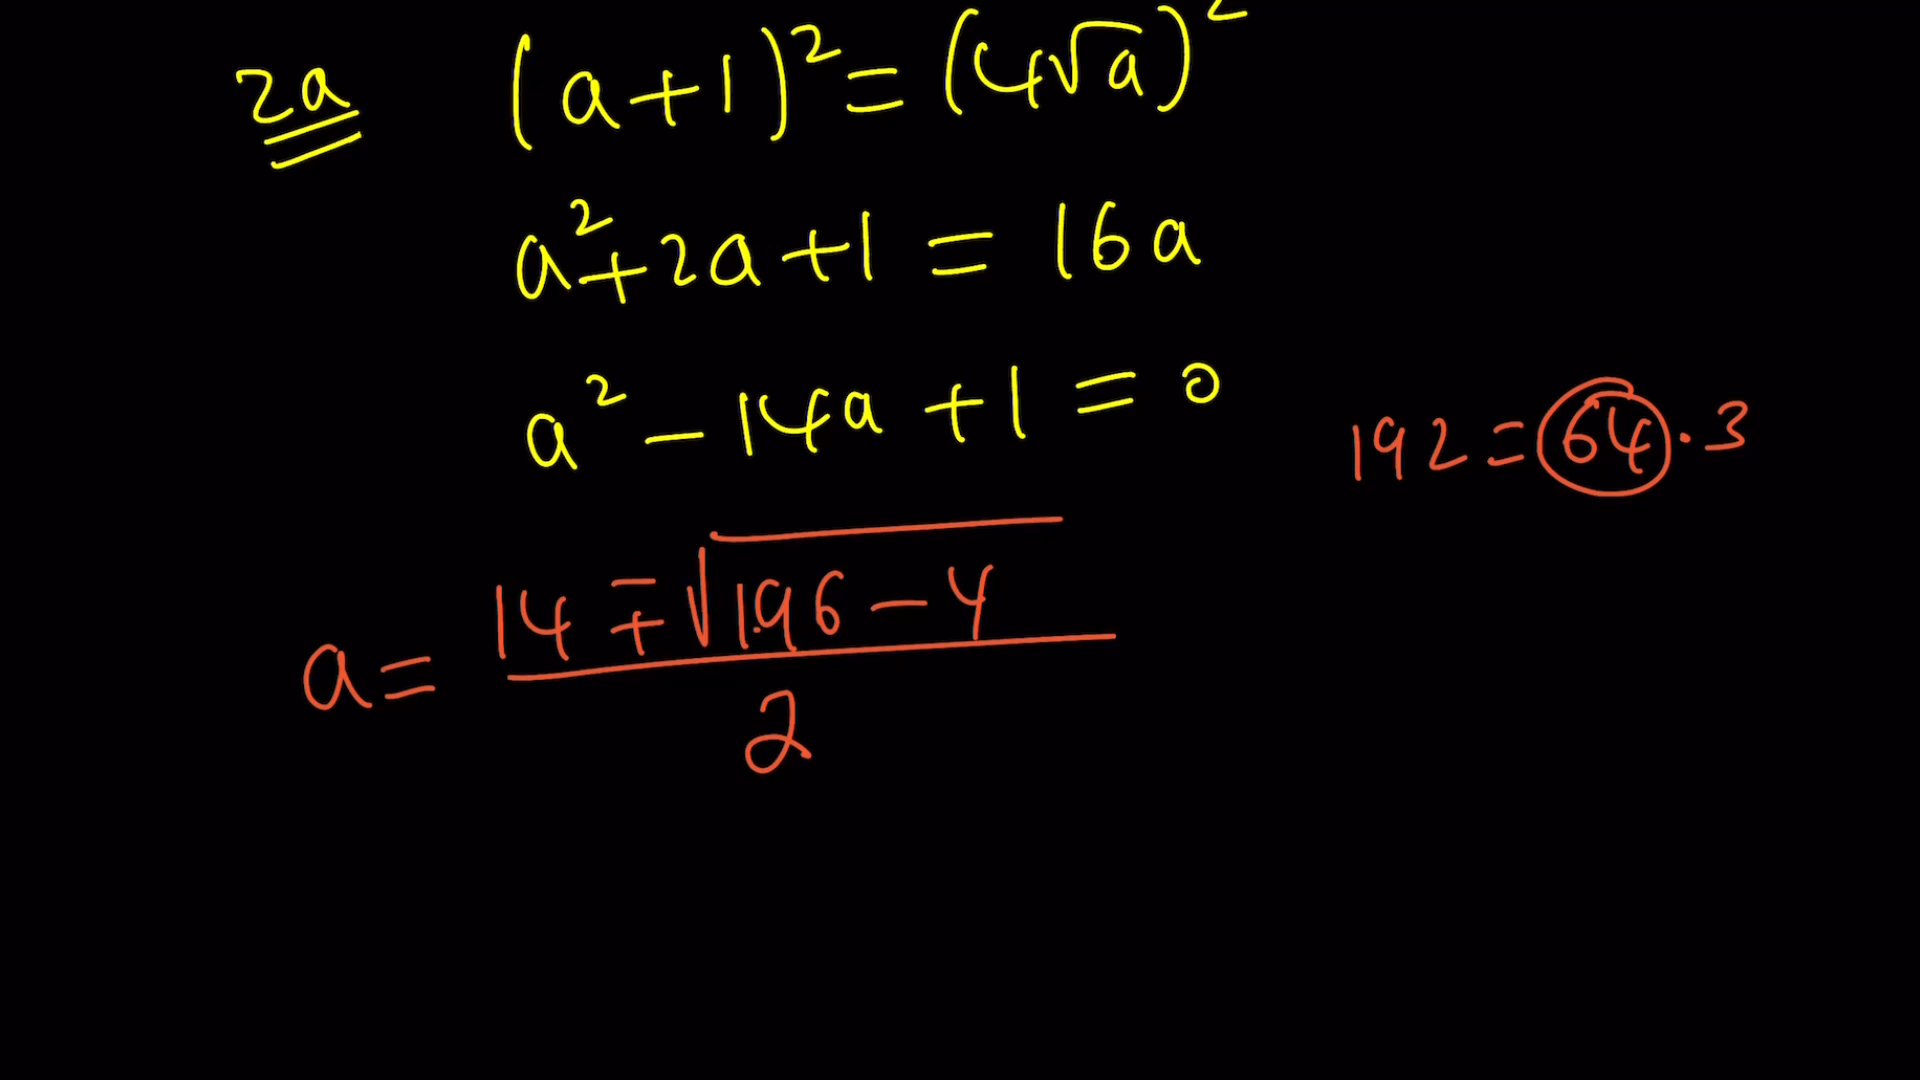 2a (a+1)² = (4√a)²
a²+2a+1 = 16a
a² - 14a + 1 = 0
192 = 64 · 3
a = (14 ∓ √(196 - 4)) / 2